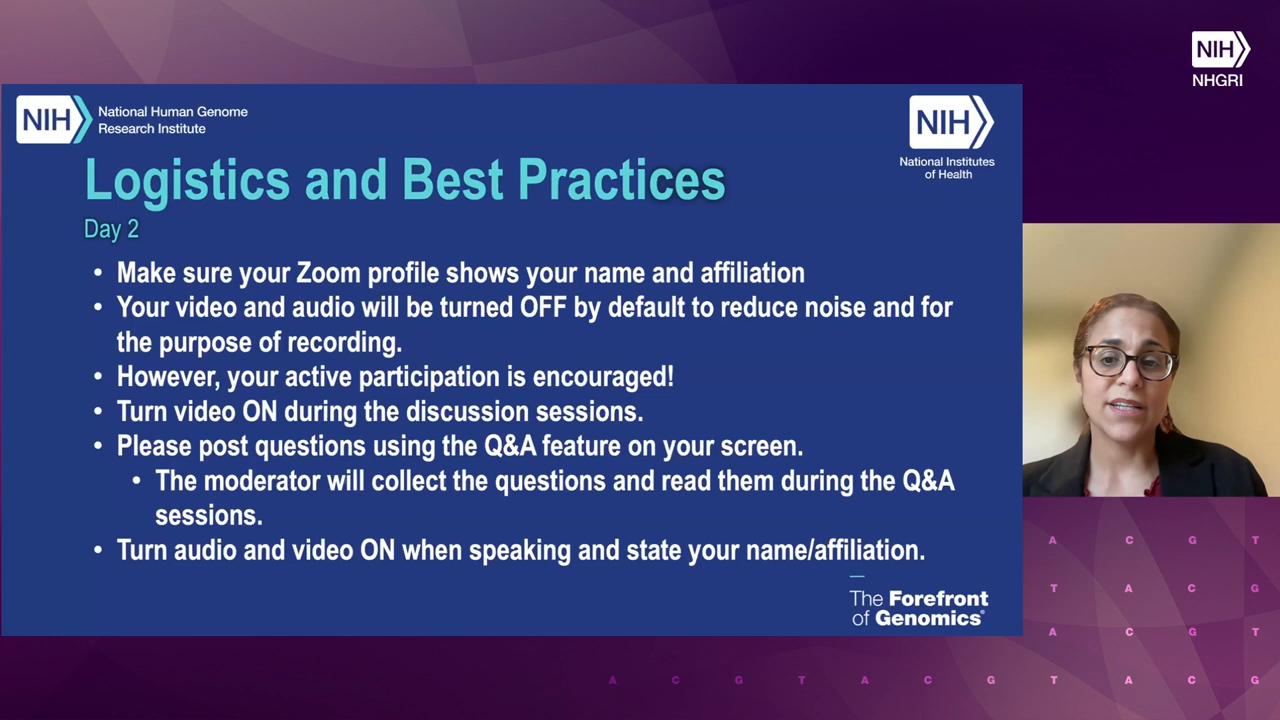 NIH
NHGRI
NIH
National Human Genome
Research Institute
NIH
National Institutes
of Health
Logistics and Best Practices
Day 2
• Make sure your Zoom profile shows your name and affiliation
• Your video and audio will be turned OFF by default to reduce noise and for
the purpose of recording.
• However, your active participation is encouraged!
• Turn video ON during the discussion sessions.
• Please post questions using the Q&A feature on your screen.
• The moderator will collect the questions and read them during the Q&A
sessions.
• Turn audio and video ON when speaking and state your name/affiliation.
The Forefront
of Genomics®
A C G T
T A C G
A C G T
A C G T A C G T A C G